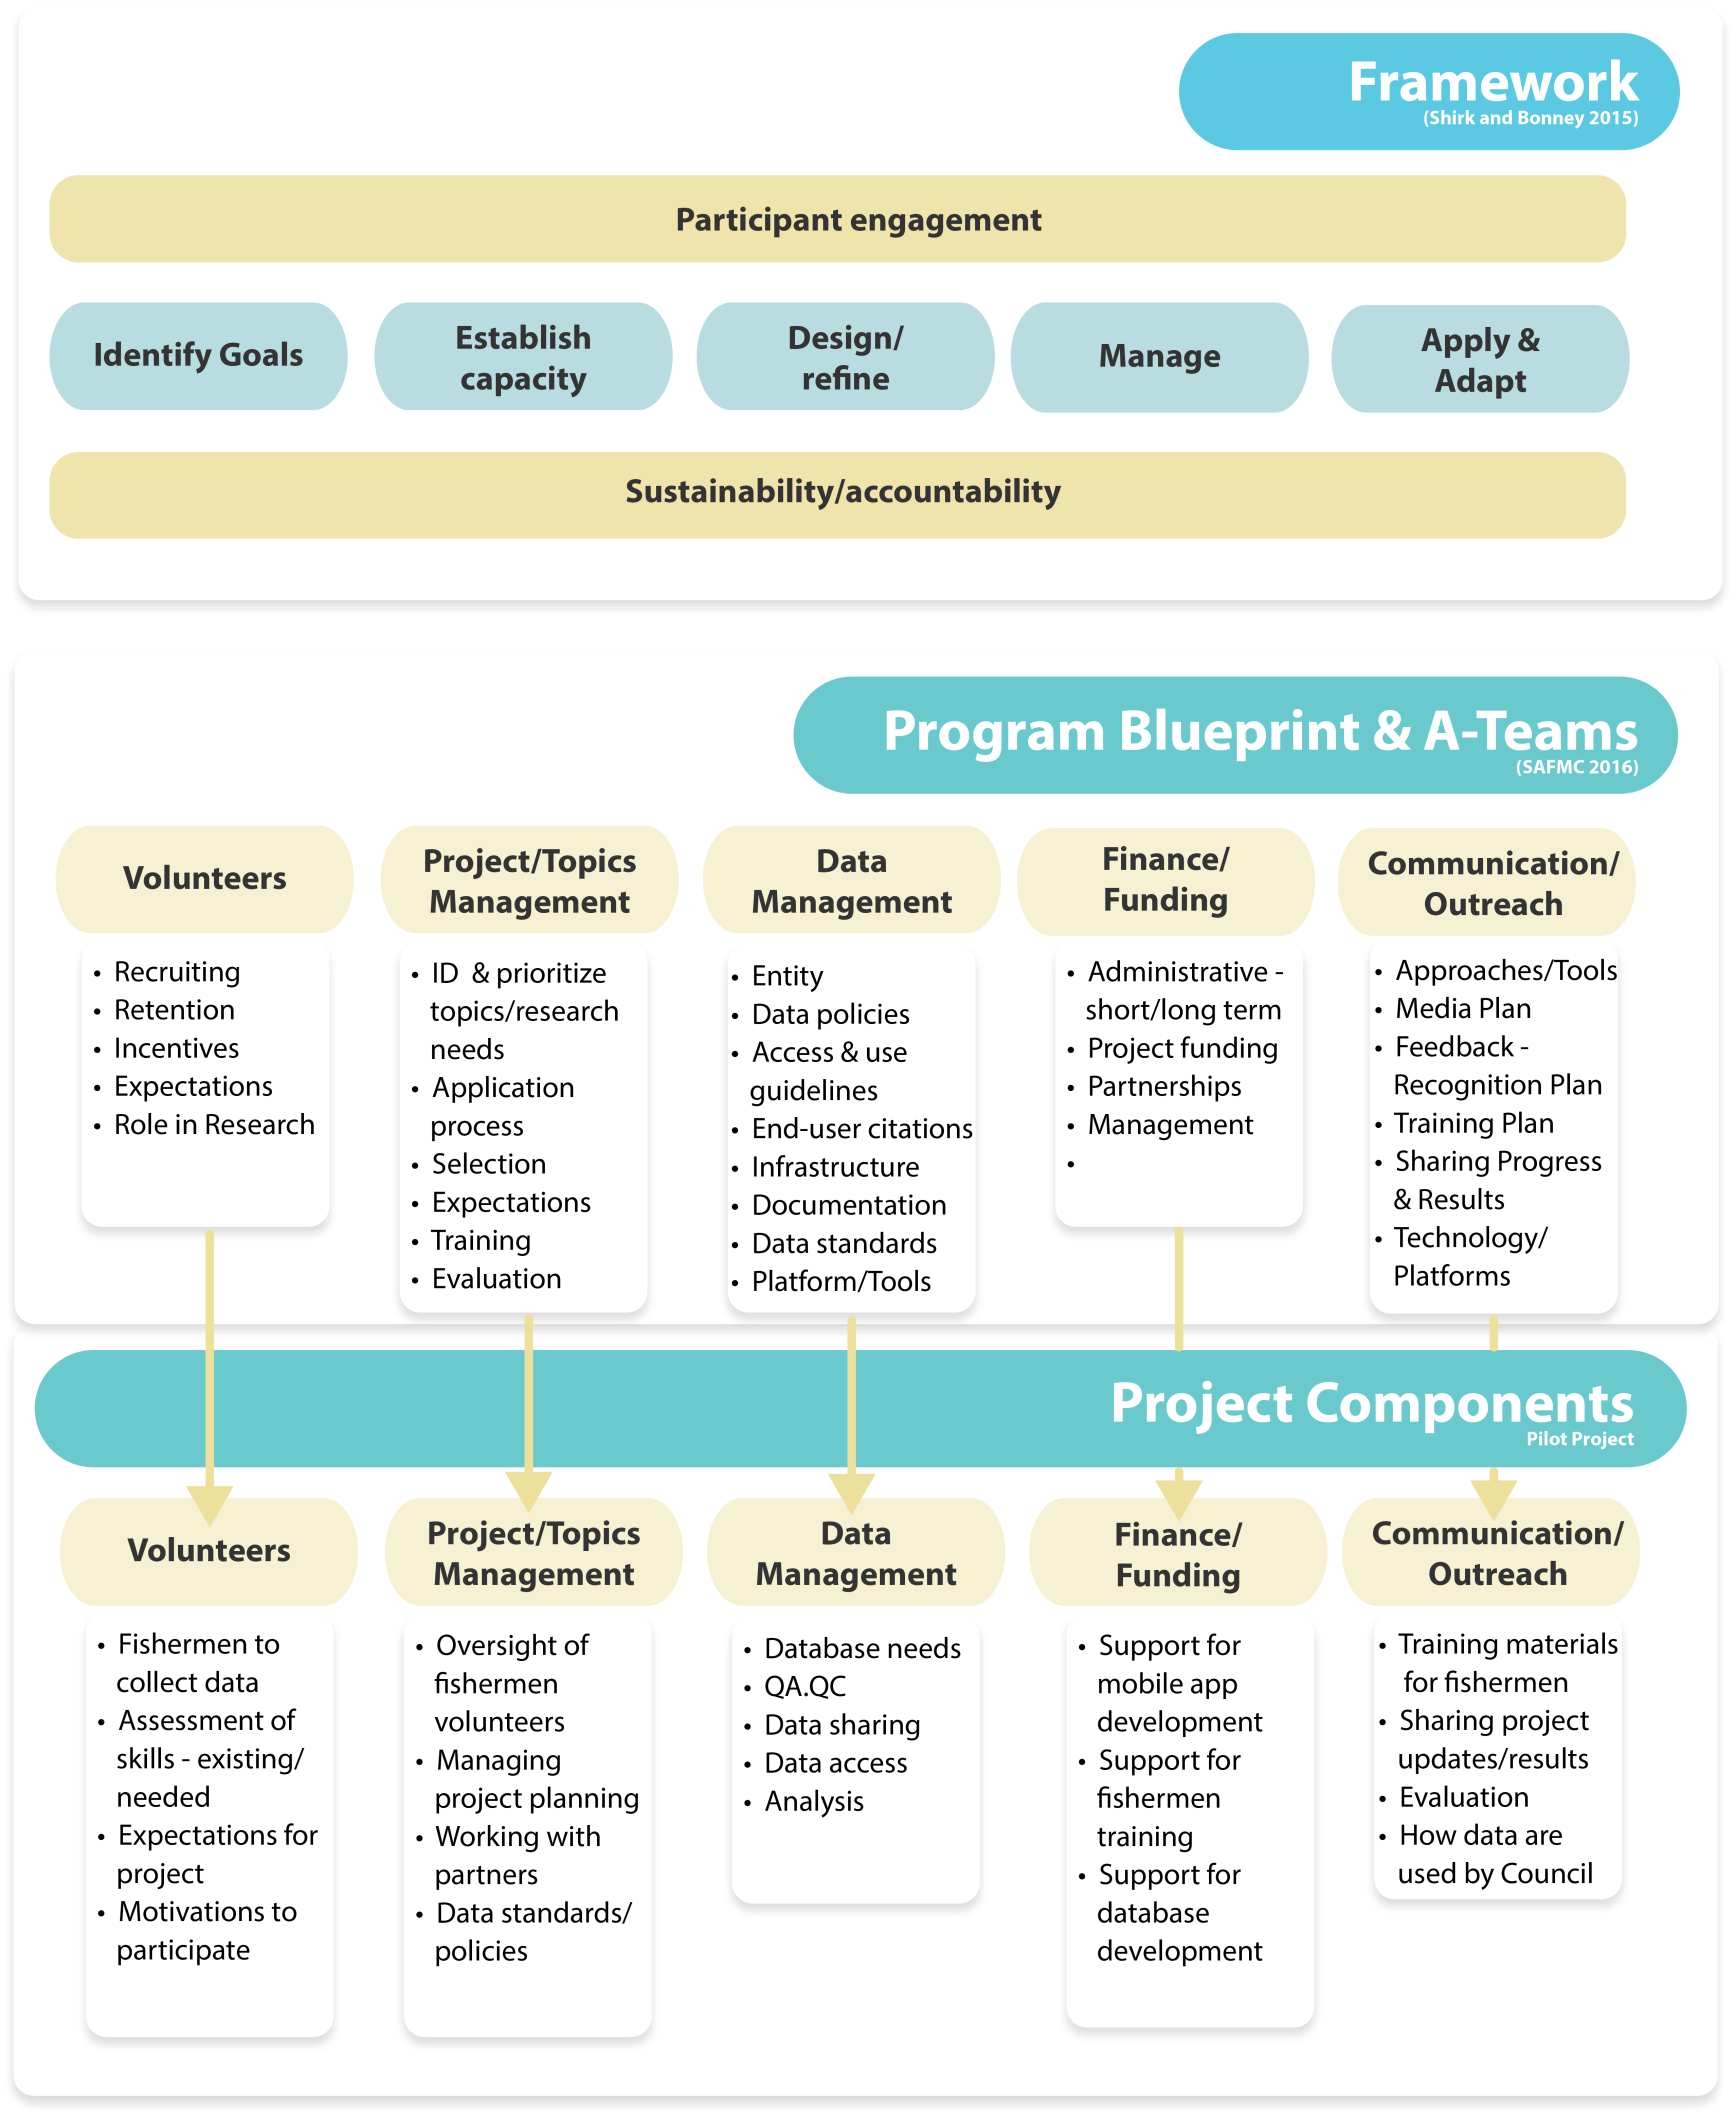 Framework
(Shirk and Bonney 2015)
Participant engagement
Identify Goals
Establish
capacity
Design/
refine
Manage
Apply &
Adapt
Sustainability/accountability
Program Blueprint & A-Teams
(SAFMC 2016)
Volunteers
• Recruiting
• Retention
• Incentives
• Expectations
• Role in Research
Project/Topics
Management
• ID & prioritize
topics/research
needs
• Application
process
• Selection
• Expectations
• Training
• Evaluation
Data
Management
• Entity
• Data policies
• Access & use
guidelines
• End-user citations
• Infrastructure
• Documentation
• Data standards
• Platform/Tools
Finance/
Funding
• Administrative -
short/long term
• Project funding
• Partnerships
• Management
•
Communication/
Outreach
• Approaches/Tools
• Media Plan
• Feedback -
Recognition Plan
• Training Plan
• Sharing Progress
& Results
• Technology/
Platforms
Project Components
Pilot Project
Volunteers
• Fishermen to
collect data
• Assessment of
skills - existing/
needed
• Expectations for
project
• Motivations to
participate
Project/Topics
Management
• Oversight of
fishermen
volunteers
• Managing
project planning
• Working with
partners
• Data standards/
policies
Data
Management
• Database needs
• QA.QC
• Data sharing
• Data access
• Analysis
Finance/
Funding
• Support for
mobile app
development
• Support for
fishermen
training
• Support for
database
development
Communication/
Outreach
• Training materials
for fishermen
• Sharing project
updates/results
• Evaluation
• How data are
used by Council